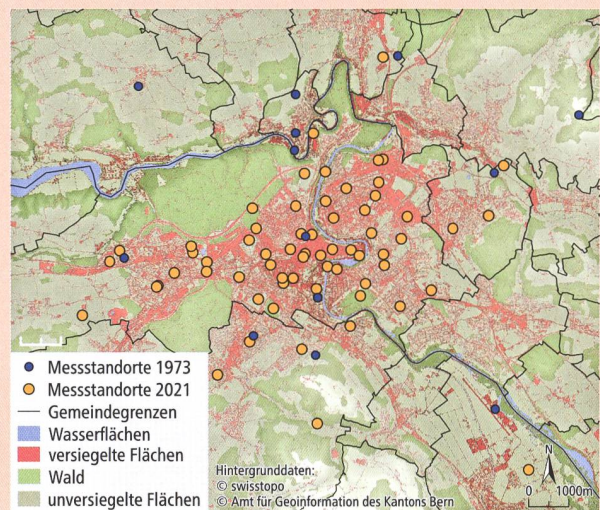 Messstandorte 1973
Messstandorte 2021
Gemeindegrenzen
Wasserflächen
versiegelte Flächen
Wald
unversiegelte Flächen
Hintergrunddaten:
© swisstopo
© Amt für Geoinformation des Kantons Bern
N
0 1000m